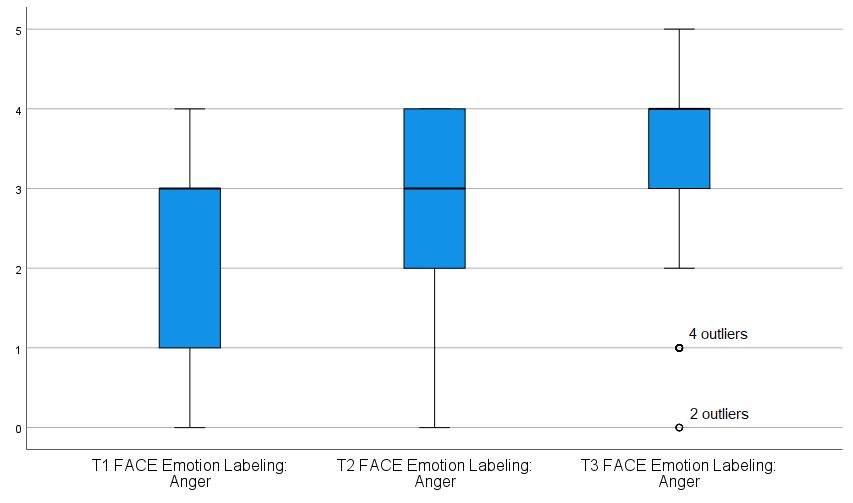 5
4
3
2
1
0
4 outliers
2 outliers
T1 FACE Emotion Labeling:
Anger
T2 FACE Emotion Labeling:
Anger
T3 FACE Emotion Labeling:
Anger